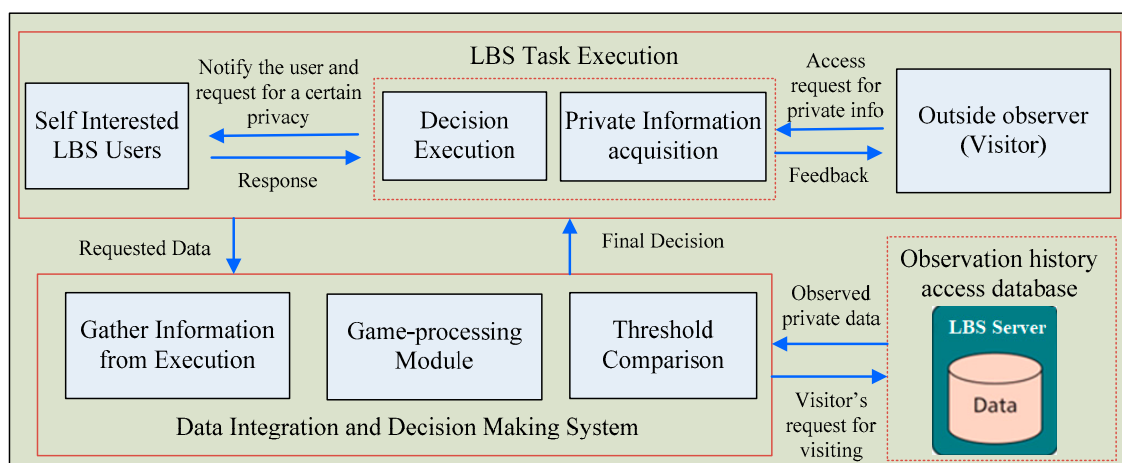 LBS Task Execution
Notify the user and
request for a certain
privacy
Access
request for
private info
Self Interested
LBS Users
Decision
Execution
Private Information
acquisition
Outside observer
(Visitor)
Response
Feedback
Requested Data
Final Decision
Observation history
access database
Gather Information
from Execution
Game-processing
Module
Threshold
Comparison
Observed
private data
LBS Server
Data
Visitor's
request for
visiting
Data Integration and Decision Making System